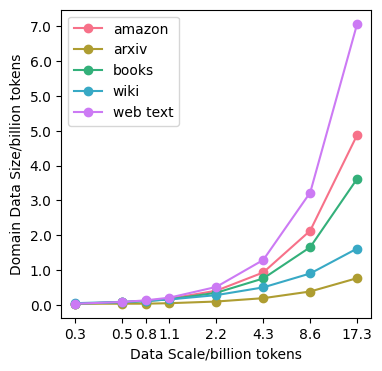 amazon
arxiv
books
wiki
web text
Domain Data Size/billion tokens
7.0
6.0
5.0
4.0
3.0
2.0
1.0
0.0
0.3 0.5 0.8 1.1 2.2 4.3 8.6 17.3
Data Scale/billion tokens